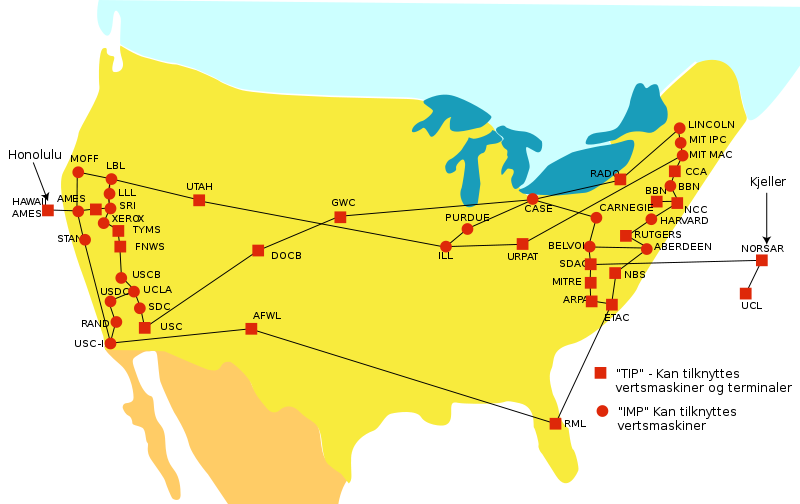 LINCOLN
MIT IPC
MIT MAC
Honolulu
MOFF
LBL
RADC
CCA
Kjeller
LLL
UTAH
BBN
BBN
HAWAII
AMES
AMES
SRI
GWC
CASE
CARNEGIE
NCC
XEROX
PURDUE
HARVARD
TYMS
STAN
RUTGERS
FNWS
DOCB
ILL
URPAT
BELVOIR
ABERDEEN
NORSAR
SDAC
USCB
NBS
MITRE
USDC
UCLA
ARPA
SDC
UCL
AFWL
ETAC
RAND
USC
USC-I
"TIP" - Kan tilknyttes
vertsmaskiner og terminaler
"IMP" Kan tilknyttes
vertsmaskiner
RML